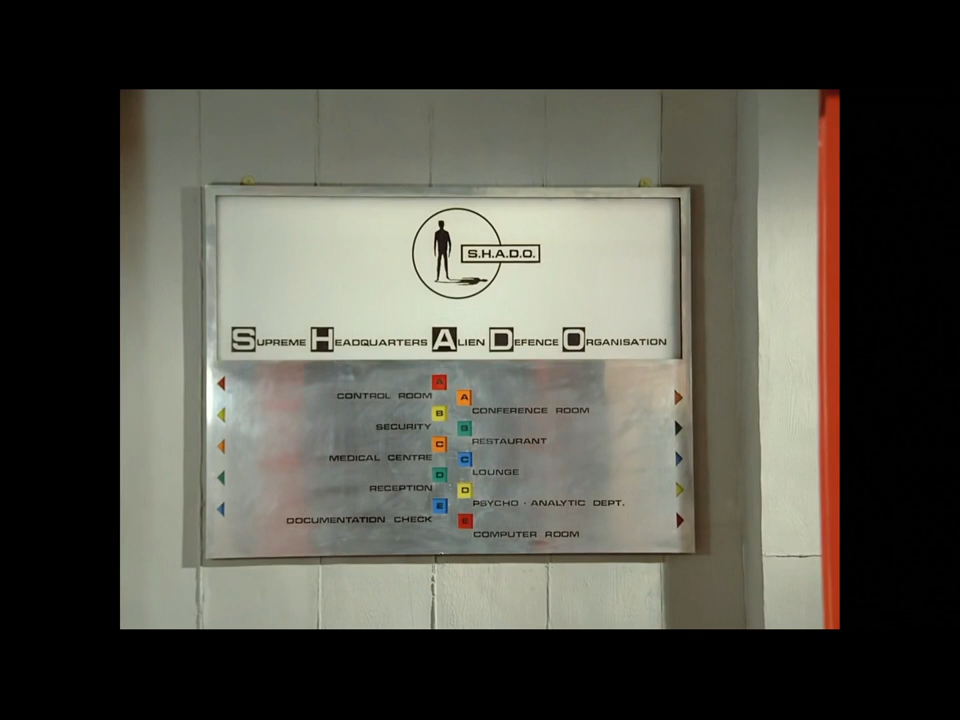 S.H.A.D.O.
SUPREME HEADQUARTERS ALIEN DEFENCE ORGANISATION
A
CONTROL ROOM
B
SECURITY
C
MEDICAL CENTRE
D
RECEPTION
E
DOCUMENTATION CHECK
A
CONFERENCE ROOM
B
RESTAURANT
C
LOUNGE
D
PSYCHO · ANALYTIC DEPT.
E
COMPUTER ROOM